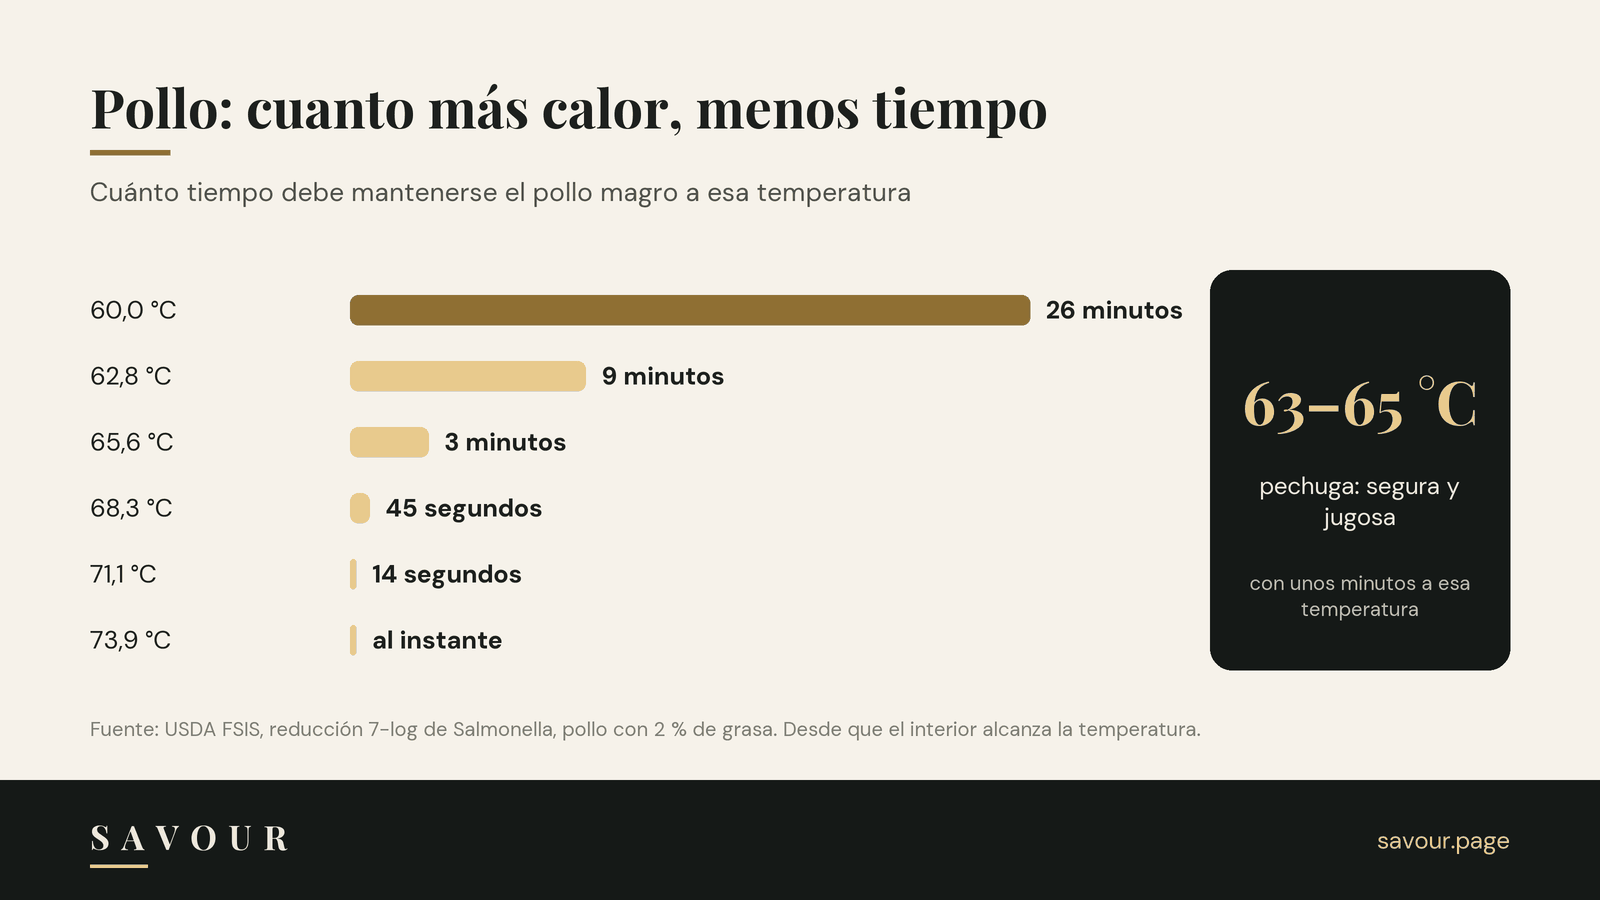 Pollo: cuanto más calor, menos tiempo
Cuánto tiempo debe mantenerse el pollo magro a esa temperatura
60,0 °C
26 minutos
62,8 °C
9 minutos
65,6 °C
3 minutos
68,3 °C
45 segundos
71,1 °C
14 segundos
73,9 °C
al instante
63–65 °C
pechuga: segura y
jugosa
con unos minutos a esa
temperatura
Fuente: USDA FSIS, reducción 7-log de Salmonella, pollo con 2 % de grasa. Desde que el interior alcanza la temperatura.
SAVOUR
savour.page